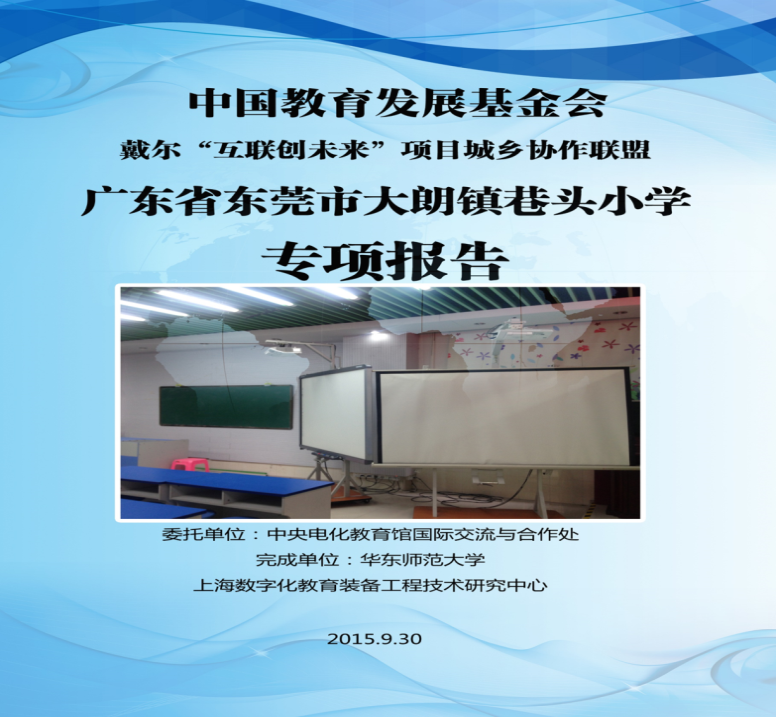 中国教育发展基金会
戴尔“互联创未来”项目城乡协作联盟
广东省东莞市大朗镇巷头小学
专项报告
委托单位：中央电化教育馆国际交流与合作处
完成单位：华东师范大学
上海数字化教育装备工程技术研究中心
2015.9.30